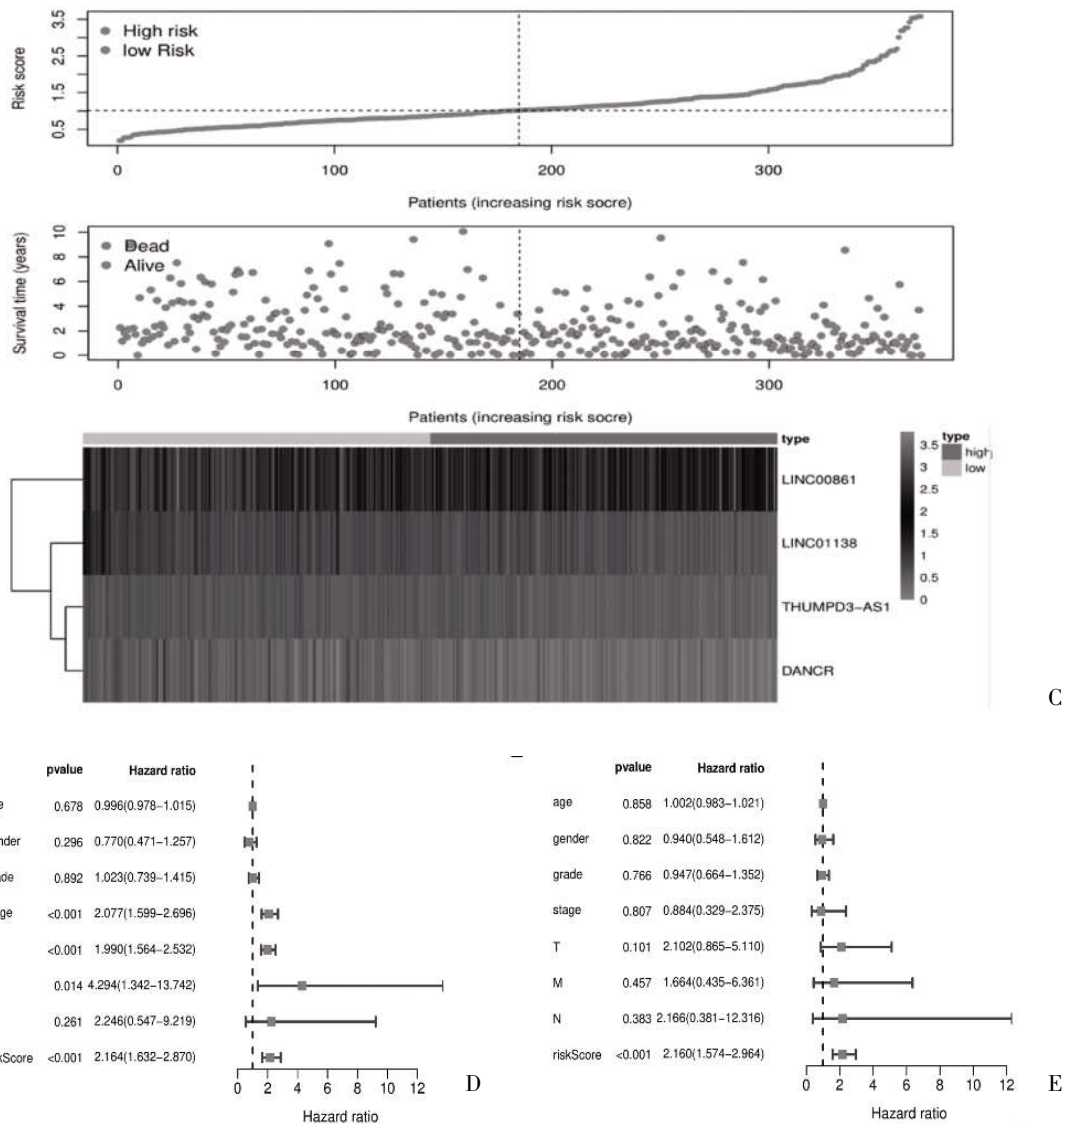 Risk score
3.5
2.5
1.5
0.5
High risk
low Risk
0 100 200 300
Patients (increasing risk socre)
Survival time (years)
10
8
6
4
2
0
Dead
Alive
0 100 200 300
Patients (increasing risk socre)
type
LINC00861
LINC01138
THUMPD3-AS1
DANCR
3.5
3
2.5
2
1.5
1
0.5
0
type
high
low
C
pvalue Hazard ratio
e 0.678 0.996(0.978-1.015)
nder 0.296 0.770(0.471-1.257)
de 0.892 1.023(0.739-1.415)
ge <0.001 2.077(1.599-2.696)
<0.001 1.990(1.564-2.532)
0.014 4.294(1.342-13.742)
0.261 2.246(0.547-9.219)
kScore <0.001 2.164(1.632-2.870)
0 2 4 6 8 10 12
Hazard ratio
D
pvalue Hazard ratio
age 0.858 1.002(0.983-1.021)
gender 0.822 0.940(0.548-1.612)
grade 0.766 0.947(0.664-1.352)
stage 0.807 0.884(0.329-2.375)
T 0.101 2.102(0.865-5.110)
M 0.457 1.664(0.435-6.361)
N 0.383 2.166(0.381-12.316)
riskScore <0.001 2.160(1.574-2.964)
0 2 4 6 8 10 12
Hazard ratio
E